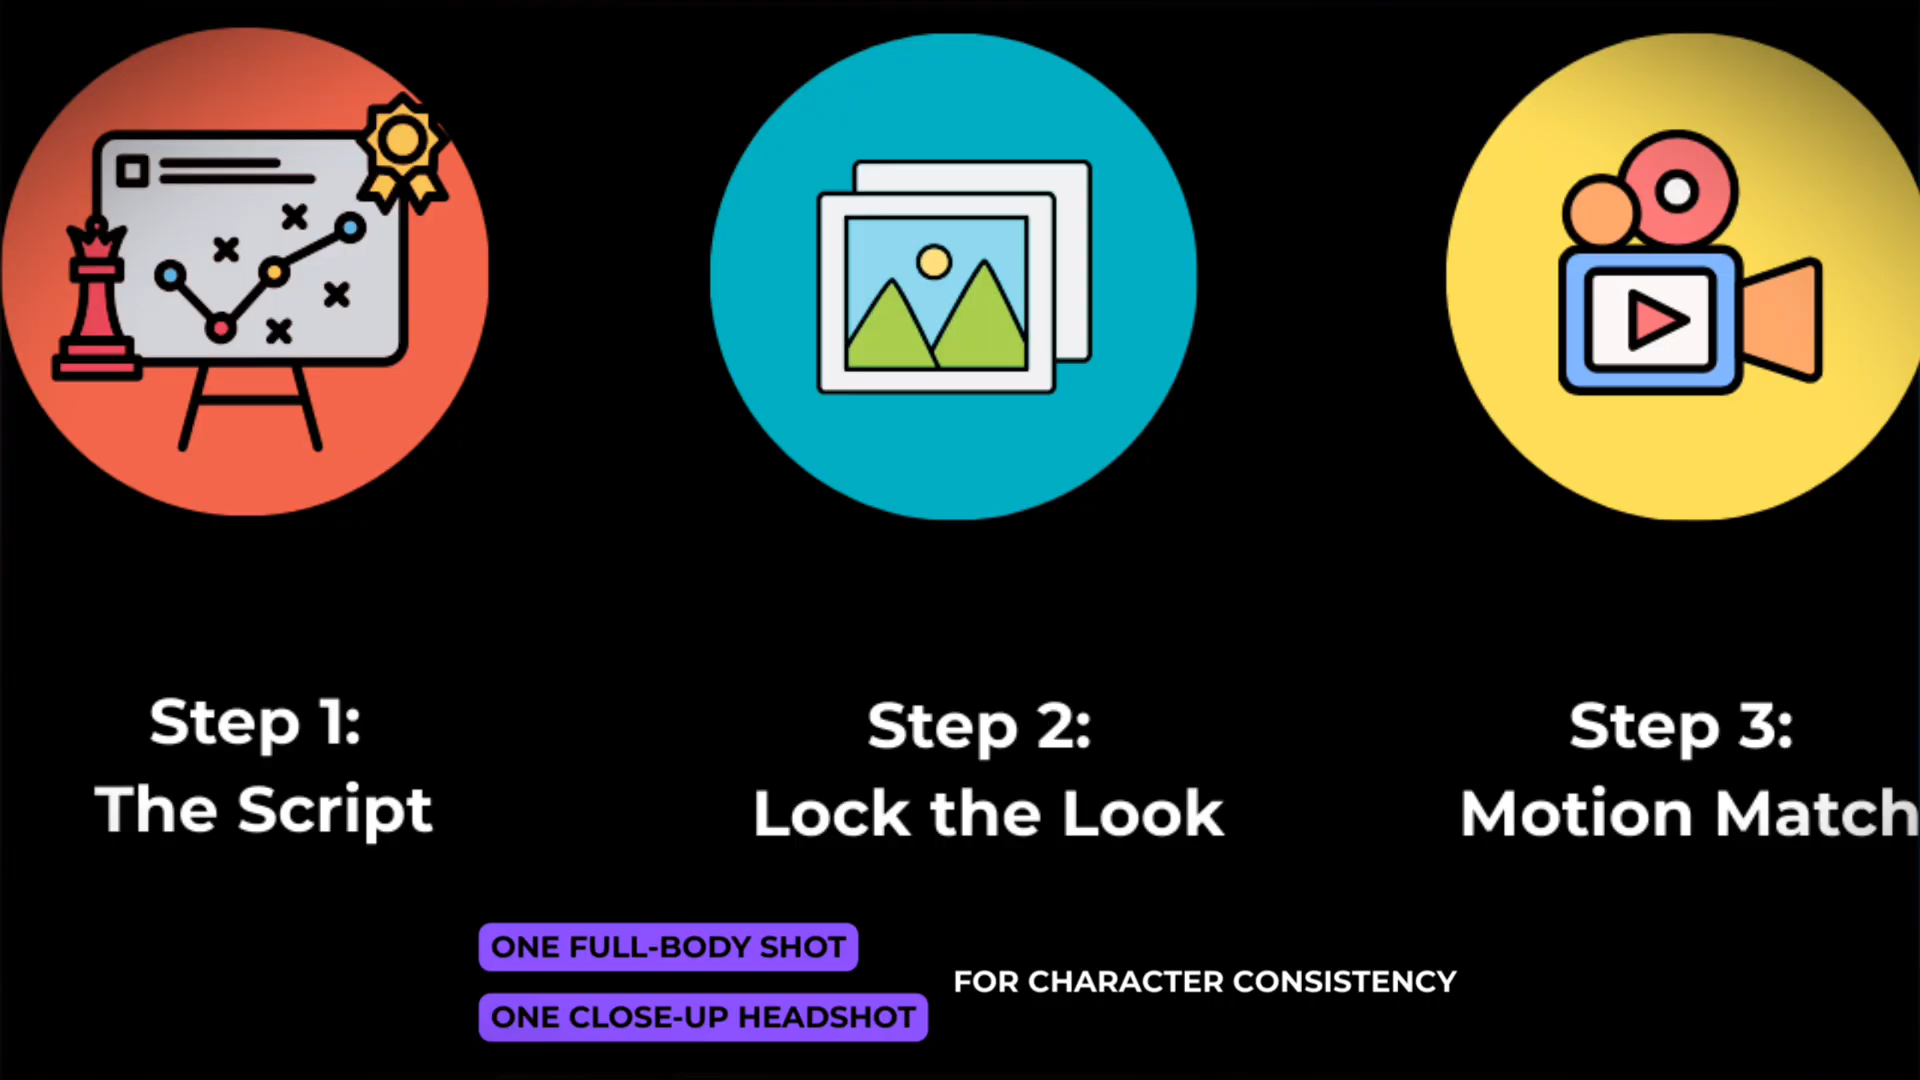 Step 1:
The Script
Step 2:
Lock the Look
Step 3:
Motion Match
ONE FULL-BODY SHOT
ONE CLOSE-UP HEADSHOT
FOR CHARACTER CONSISTENCY